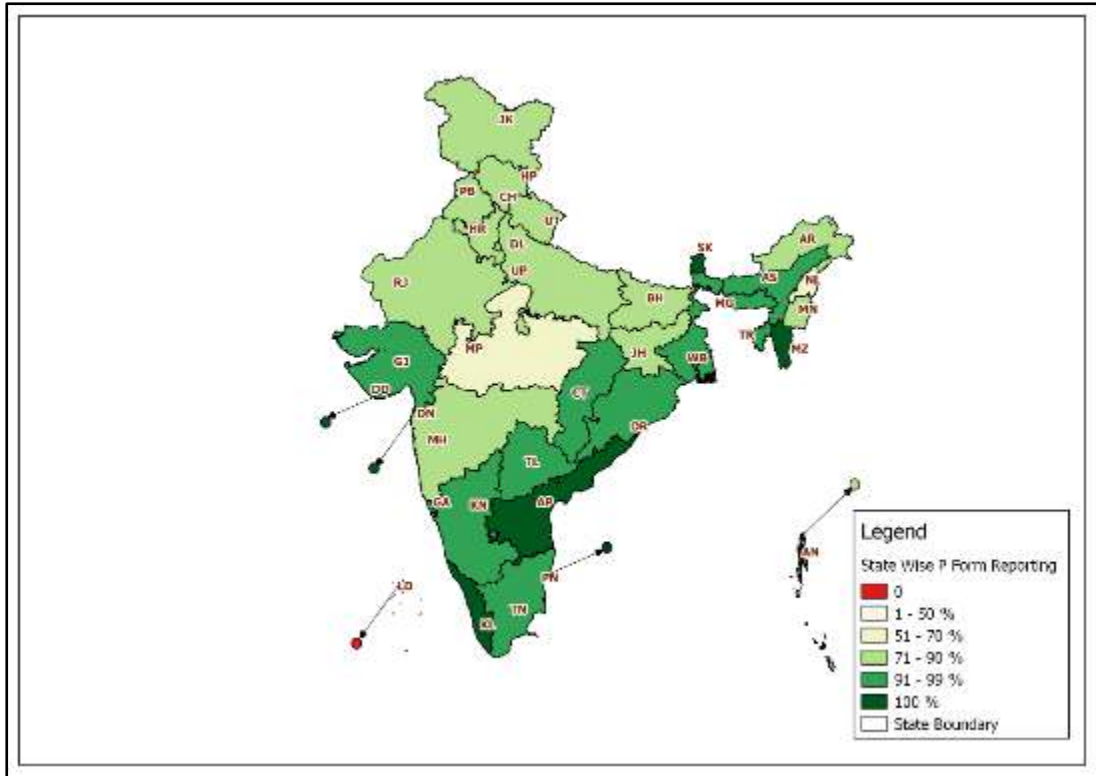 JK
HP
PB
CH
UT
HR
DL
SK
AR
UP
AS
NL
RJ
BH
MG
MN
TR
MZ
MP
JH
WB
GJ
DD
CT
DN
OR
MH
TL
GA
KN
AP
AN
PN
LD
TN
KL
Legend
State Wise P Form Reporting
0
1 - 50 %
51 - 70 %
71 - 90 %
91 - 99 %
100 %
State Boundary